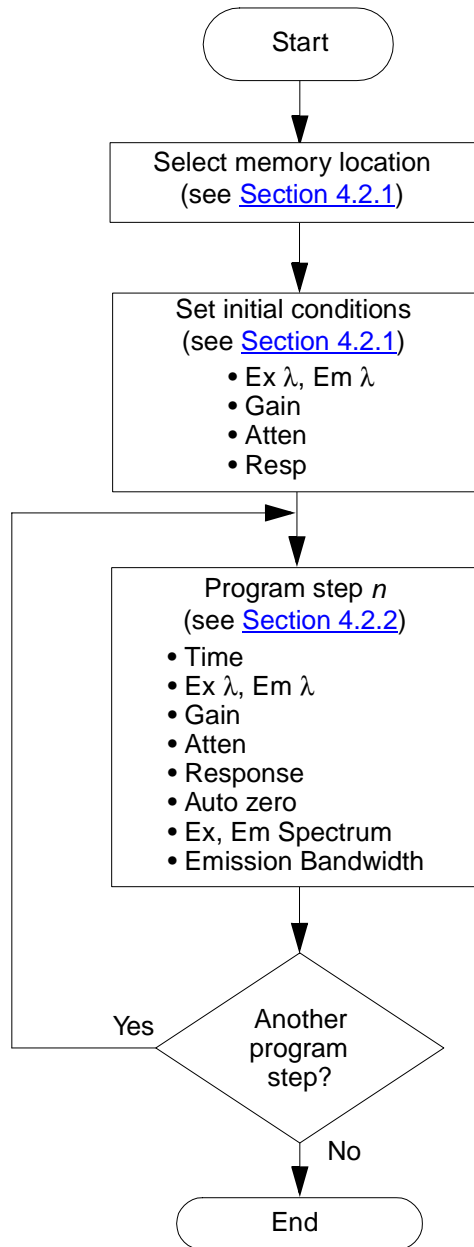 Start
Select memory location
(see Section 4.2.1)
Set initial conditions
(see Section 4.2.1)
• Ex λ, Em λ
• Gain
• Atten
• Resp
Program step n
(see Section 4.2.2)
• Time
• Ex λ, Em λ
• Gain
• Atten
• Response
• Auto zero
• Ex, Em Spectrum
• Emission Bandwidth
Yes
Another
program
step?
No
End